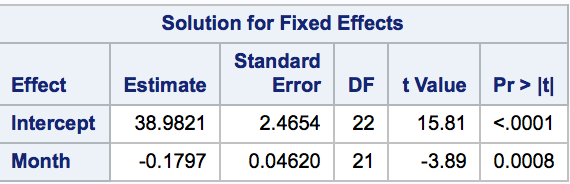 Solution for Fixed Effects
Effect Estimate Standard Error DF t Value Pr > |t|
Intercept 38.9821 2.4654 22 15.81 <.0001
Month -0.1797 0.04620 21 -3.89 0.0008